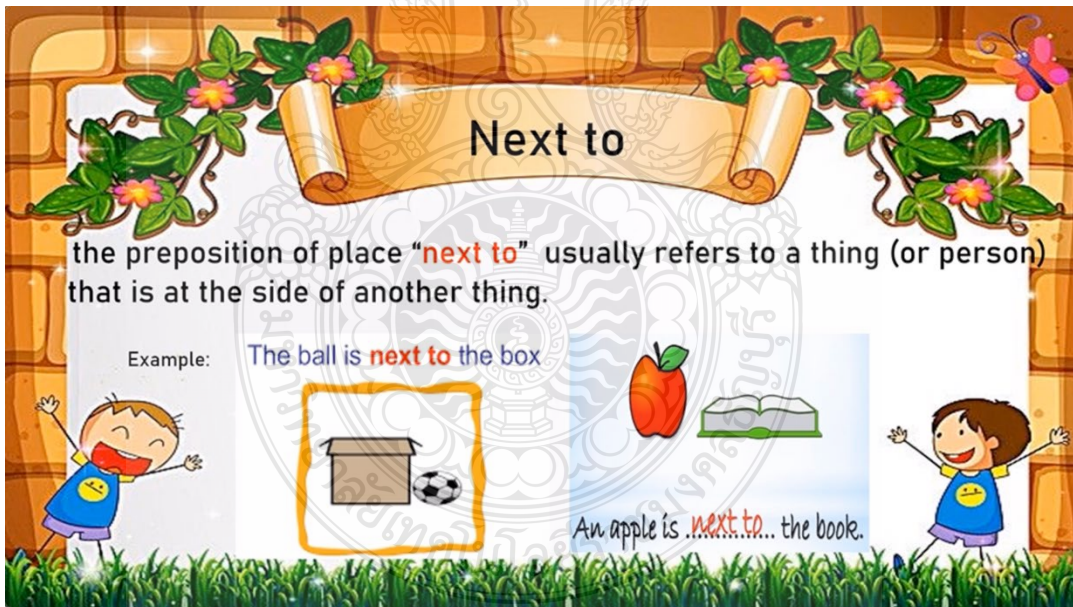 Next to
the preposition of place “next to” usually refers to a thing (or person)
that is at the side of another thing.
Example:
The ball is next to the box
An apple is ...next to... the book.